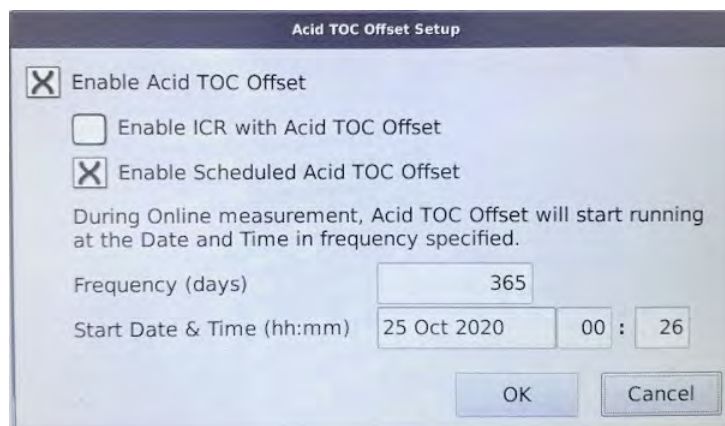 Acid TOC Offset Setup
Enable Acid TOC Offset
Enable ICR with Acid TOC Offset
Enable Scheduled Acid TOC Offset
During Online measurement, Acid TOC Offset will start running
at the Date and Time in frequency specified.
Frequency (days) 365
Start Date & Time (hh:mm) 25 Oct 2020 00 : 26
OK Cancel